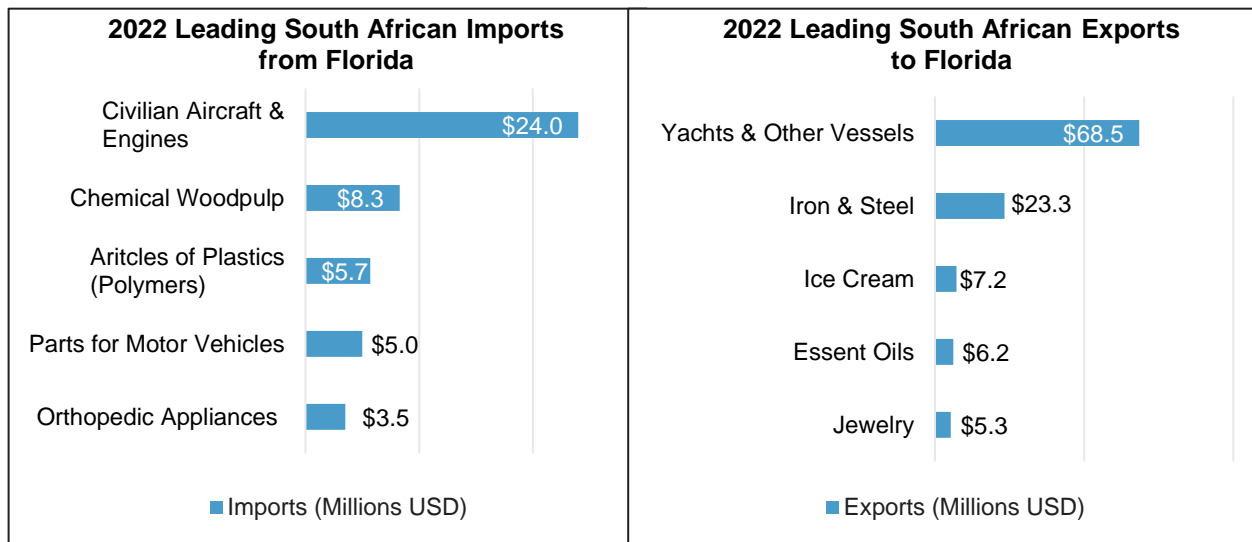 2022 Leading South African Imports
from Florida
Civilian Aircraft &
Engines
$24.0
Chemical Woodpulp
$8.3
Aritcles of Plastics
(Polymers)
$5.7
Parts for Motor Vehicles
$5.0
Orthopedic Appliances
$3.5
Imports (Millions USD)
2022 Leading South African Exports
to Florida
Yachts & Other Vessels
$68.5
Iron & Steel
$23.3
Ice Cream
$7.2
Essent Oils
$6.2
Jewelry
$5.3
Exports (Millions USD)